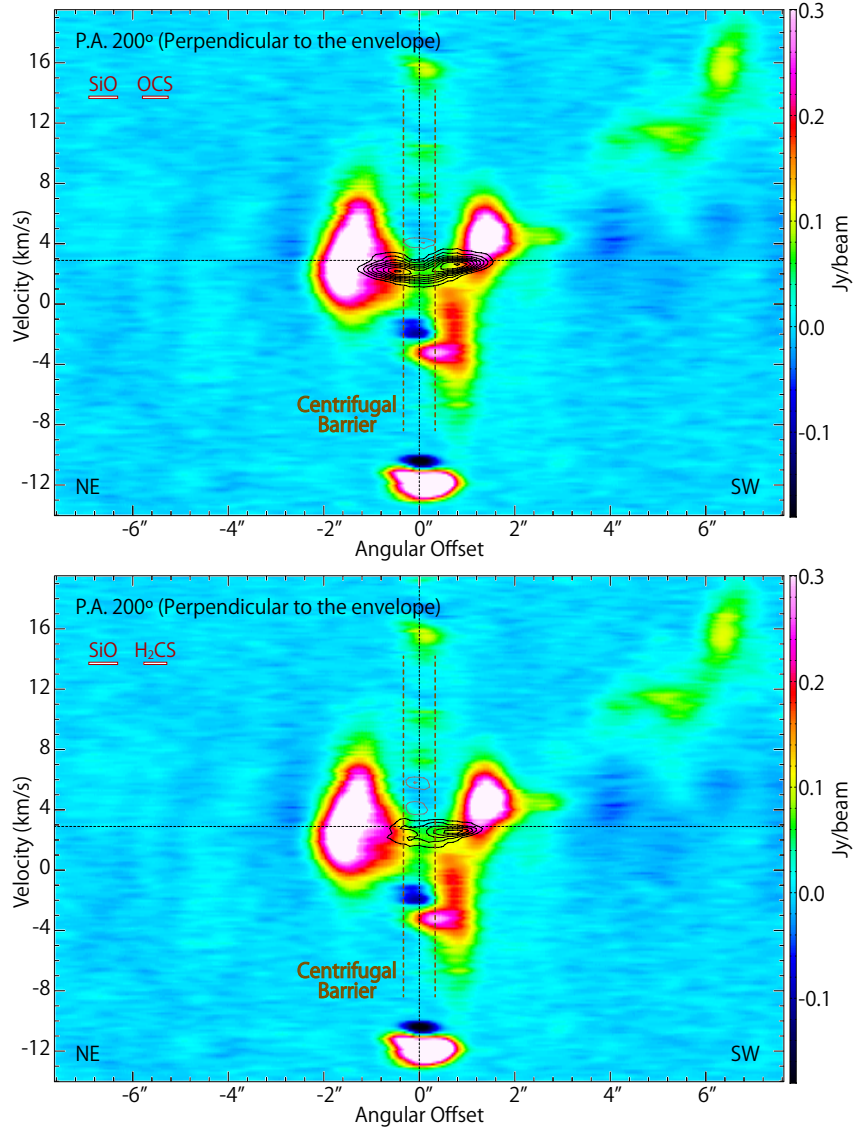 P.A. 200º (Perpendicular to the envelope)
SiO OCS
16
12
8
4
0
-4
-8
-12
Velocity (km/s)
Centrifugal
Barrier
NE
SW
-6″ -4″ -2″ 0″ 2″ 4″ 6″
Angular Offset
0.3
0.2
0.1
0.0
-0.1
Jy/beam
P.A. 200º (Perpendicular to the envelope)
SiO H₂CS
16
12
8
4
0
-4
-8
-12
Velocity (km/s)
Centrifugal
Barrier
NE
SW
-6″ -4″ -2″ 0″ 2″ 4″ 6″
Angular Offset
0.3
0.2
0.1
0.0
-0.1
Jy/beam